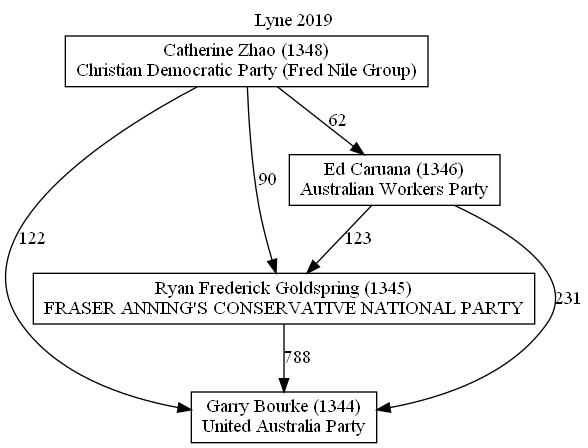 Lyne 2019
Catherine Zhao (1348)
Christian Democratic Party (Fred Nile Group)
62
Ed Caruana (1346)
Australian Workers Party
90
122
123
231
Ryan Frederick Goldspring (1345)
FRASER ANNING'S CONSERVATIVE NATIONAL PARTY
788
Garry Bourke (1344)
United Australia Party